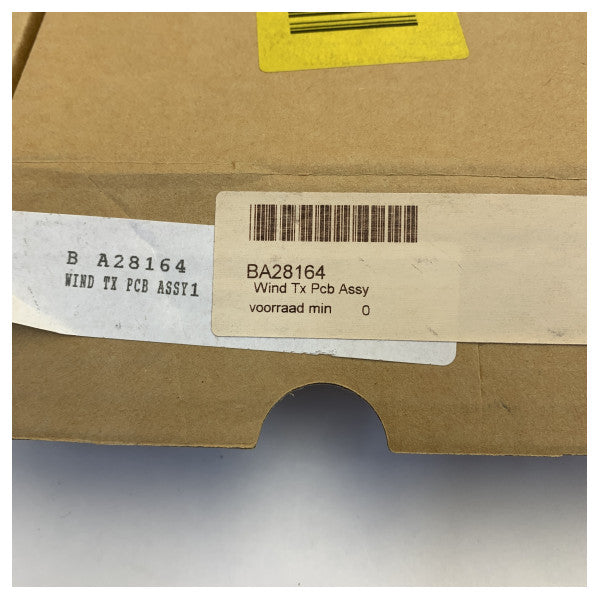 B A28164
WIND TX PCB ASSY1
BA28164
Wind Tx Pcb Assy
voorraad min 0